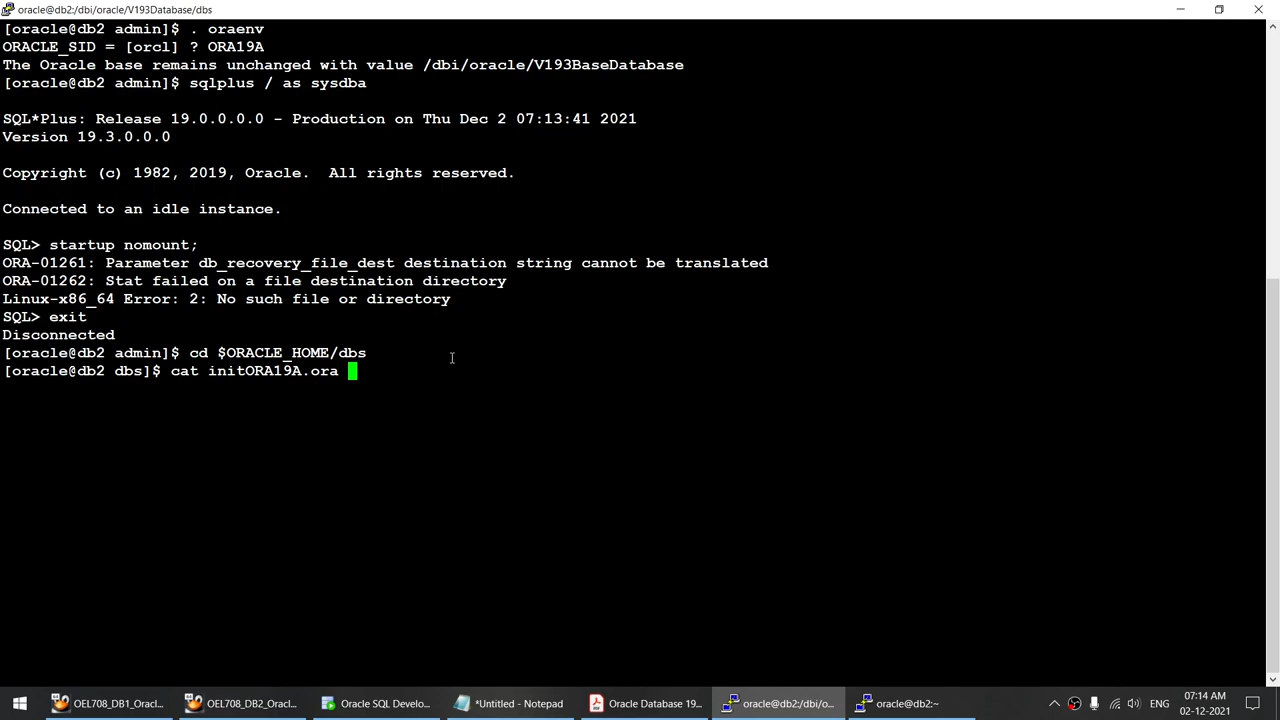 oracle@db2:/dbi/oracle/V193Database/dbs
[oracle@db2 admin]$ . oraenv
ORACLE_SID = [orcl] ? ORA19A
The Oracle base remains unchanged with value /dbi/oracle/V193BaseDatabase
[oracle@db2 admin]$ sqlplus / as sysdba
SQL*Plus: Release 19.0.0.0.0 - Production on Thu Dec 2 07:13:41 2021
Version 19.3.0.0.0
Copyright (c) 1982, 2019, Oracle.  All rights reserved.
Connected to an idle instance.
SQL> startup nomount;
ORA-01261: Parameter db_recovery_file_dest destination string cannot be translated
ORA-01262: Stat failed on a file destination directory
Linux-x86_64 Error: 2: No such file or directory
SQL> exit
Disconnected
[oracle@db2 admin]$ cd $ORACLE_HOME/dbs
[oracle@db2 dbs]$ cat initORA19A.ora
OEL708_DB1_Oracl...
OEL708_DB2_Oracl...
Oracle SQL Develo...
*Untitled - Notepad
Oracle Database 19...
oracle@db2:/dbi/o...
oracle@db2:~
ENG
07:14 AM
02-12-2021